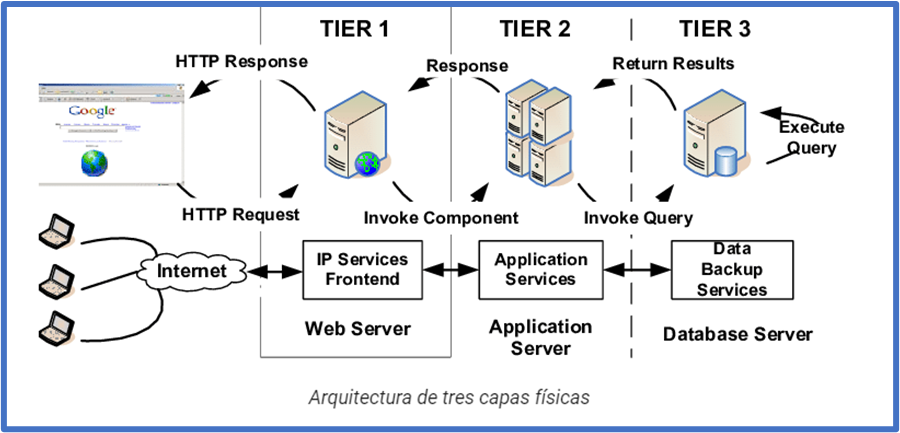 TIER 1
TIER 2
TIER 3
HTTP Response
Response
Return Results
Google
Execute
Query
HTTP Request
Invoke Component
Invoke Query
Internet
IP Services
Frontend
Application
Services
Data
Backup
Services
Web Server
Application
Server
Database Server
Arquitectura de tres capas físicas